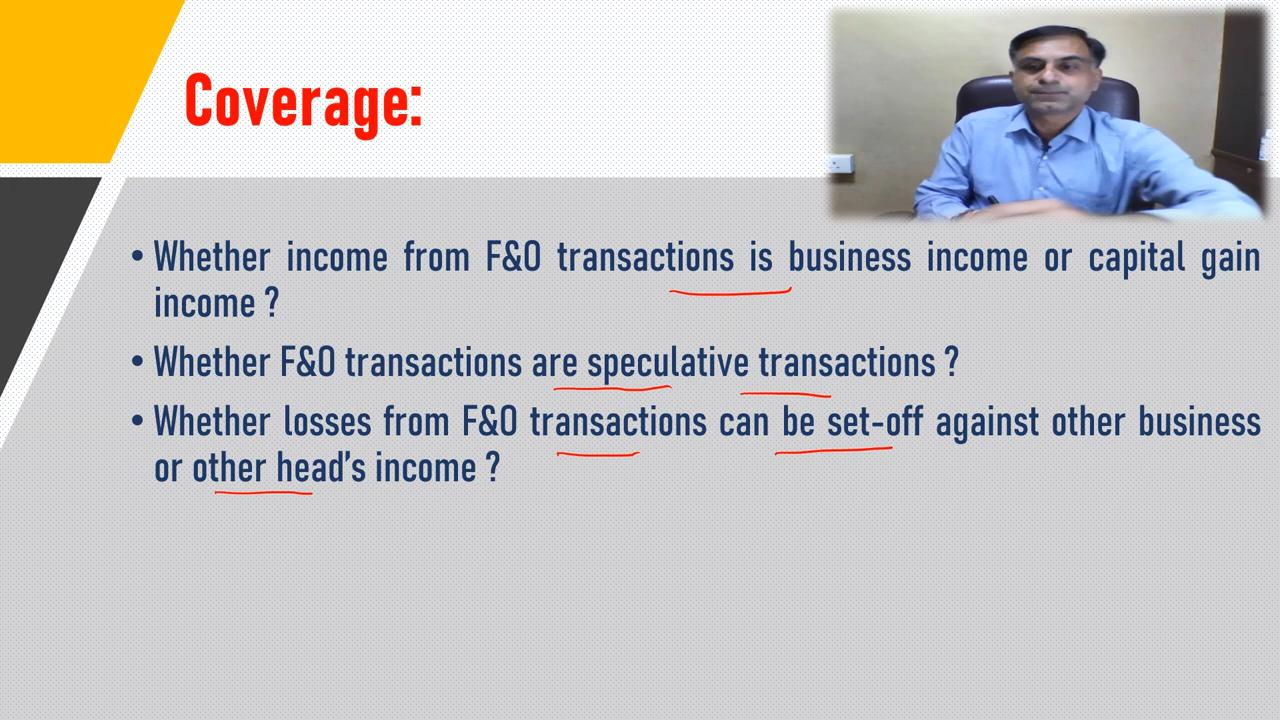 Coverage:
• Whether income from F&O transactions is business income or capital gain
income ?
• Whether F&O transactions are speculative transactions ?
• Whether losses from F&O transactions can be set-off against other business
or other head's income ?